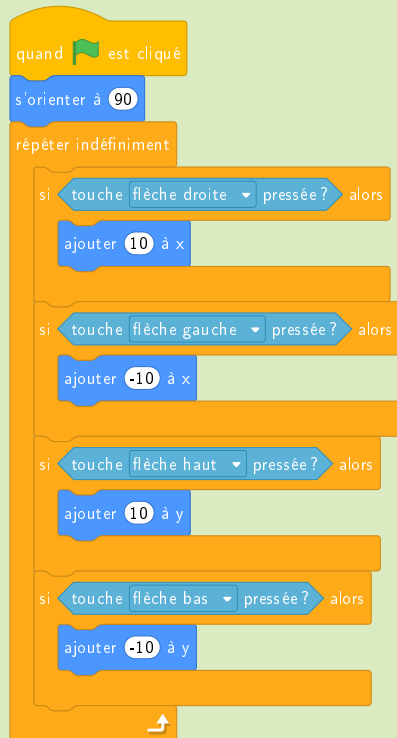 quand est cliqué
s'orienter à 90
répéter indéfiniment
si touche flèche droite pressée ? alors
ajouter 10 à x
si touche flèche gauche pressée ? alors
ajouter -10 à x
si touche flèche haut pressée ? alors
ajouter 10 à y
si touche flèche bas pressée ? alors
ajouter -10 à y